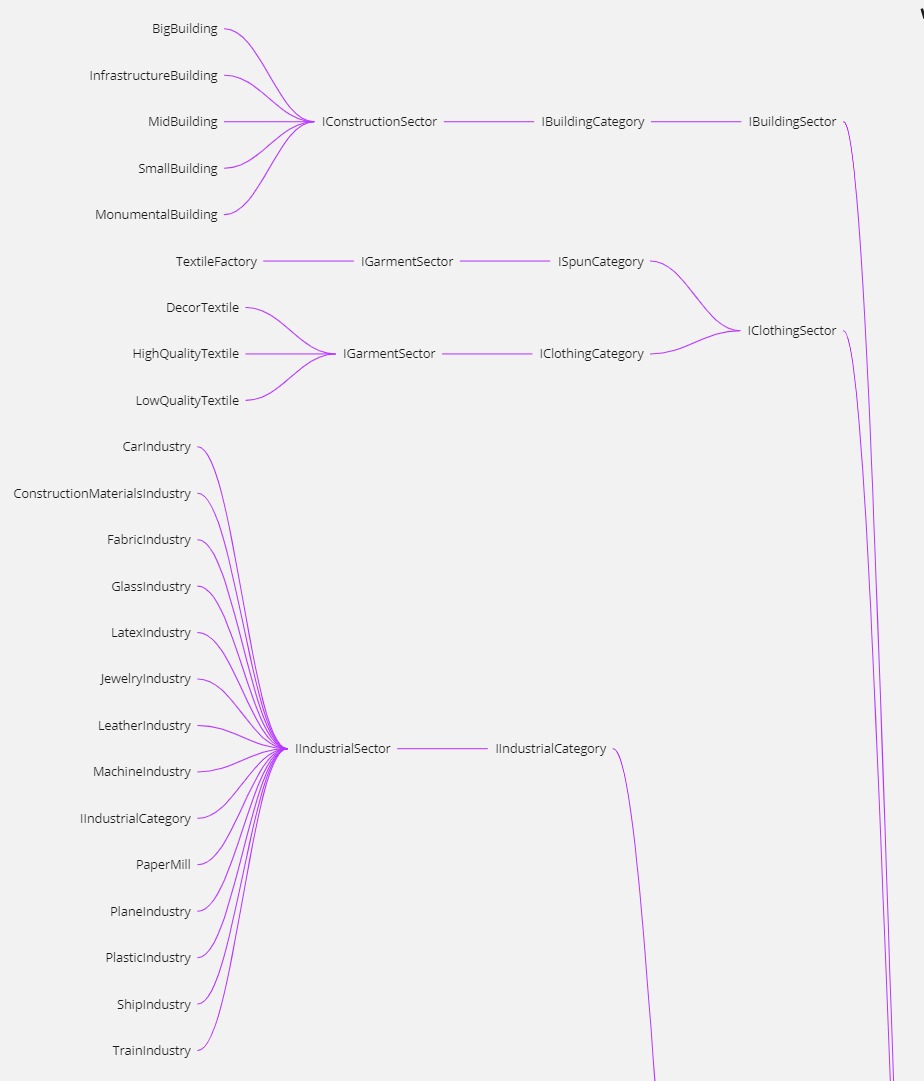 BigBuilding
InfrastructureBuilding
MidBuilding
IConstructionSector
IBuildingCategory
IBuildingSector
SmallBuilding
MonumentalBuilding
TextileFactory
IGarmentSector
ISpunCategory
DecorTextile
IClothingSector
HighQualityTextile
IGarmentSector
IClothingCategory
LowQualityTextile
CarIndustry
ConstructionMaterialsIndustry
FabricIndustry
GlassIndustry
LatexIndustry
JewelryIndustry
LeatherIndustry
IIndustrialSector
IIndustrialCategory
MachineIndustry
IIndustrialCategory
PaperMill
PlaneIndustry
PlasticIndustry
ShipIndustry
TrainIndustry